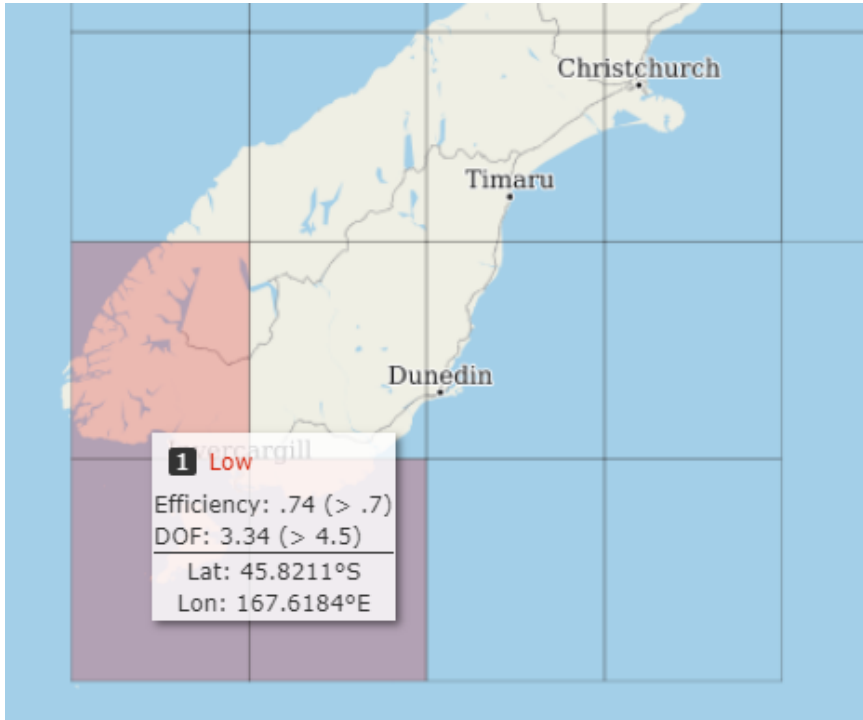 Christchurch
Timaru
Dunedin
Invercargill
1 Low
Efficiency: .74 (> .7)
DOF: 3.34 (> 4.5)
Lat: 45.8211°S
Lon: 167.6184°E